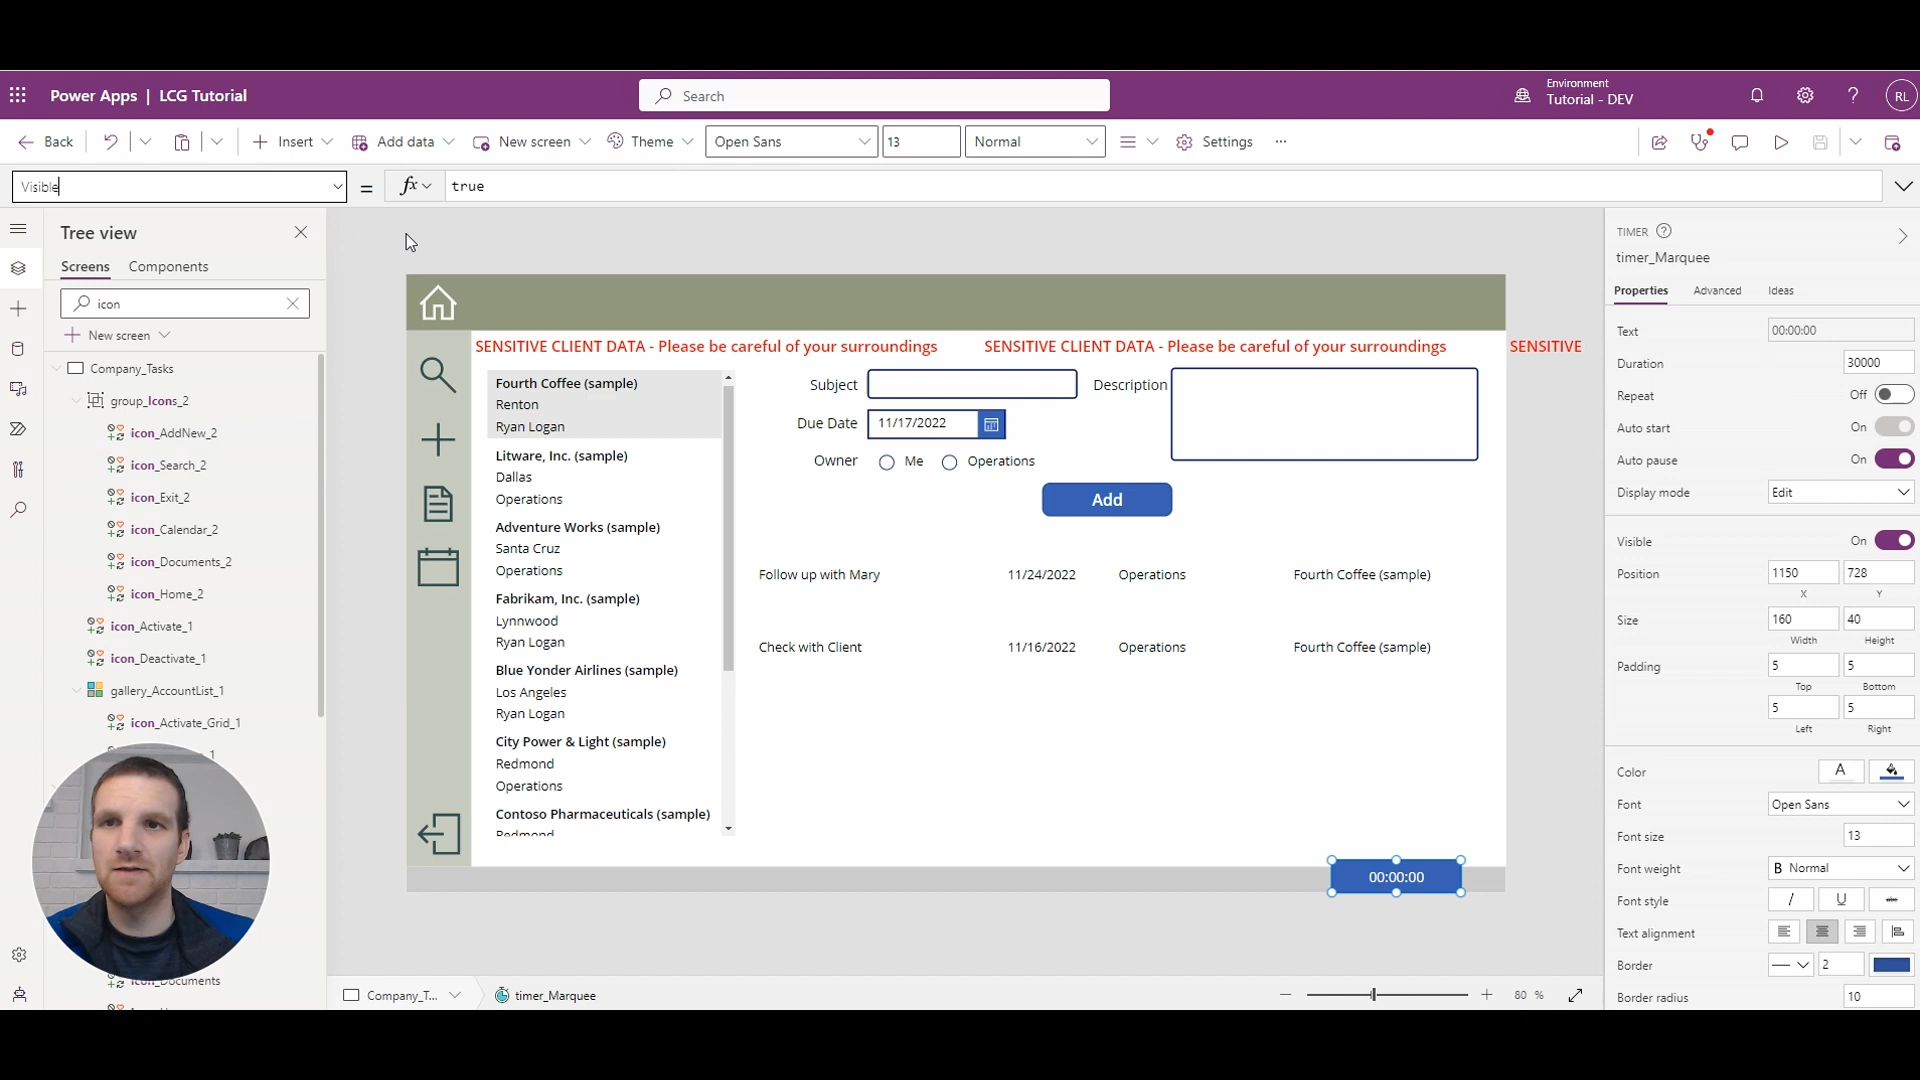 Power Apps | LCG Tutorial
Search
Environment
Tutorial - DEV
RL
Back
Insert
Add data
New screen
Theme
Open Sans
13
Normal
Settings
Visible
=
fx
true
Tree view
Screens
Components
icon
New screen
Company_Tasks
group_Icons_2
icon_AddNew_2
icon_Search_2
icon_Exit_2
icon_Calendar_2
icon_Documents_2
icon_Home_2
icon_Activate_1
icon_Deactivate_1
gallery_AccountList_1
icon_Activate_Grid_1
icon_Documents
SENSITIVE CLIENT DATA - Please be careful of your surroundings
SENSITIVE CLIENT DATA - Please be careful of your surroundings
SENSITIVE
Fourth Coffee (sample)
Renton
Ryan Logan
Litware, Inc. (sample)
Dallas
Operations
Adventure Works (sample)
Santa Cruz
Operations
Fabrikam, Inc. (sample)
Lynnwood
Ryan Logan
Blue Yonder Airlines (sample)
Los Angeles
Ryan Logan
City Power & Light (sample)
Redmond
Operations
Contoso Pharmaceuticals (sample)
Redmond
Subject
Description
Due Date
11/17/2022
Owner
Me
Operations
Add
Follow up with Mary 11/24/2022 Operations Fourth Coffee (sample)
Check with Client 11/16/2022 Operations Fourth Coffee (sample)
00:00:00
Company_T...
timer_Marquee
80 %
TIMER
timer_Marquee
Properties
Advanced
Ideas
Text 00:00:00
Duration 30000
Repeat Off
Auto start On
Auto pause On
Display mode Edit
Visible On
Position 1150 728
X Y
Size 160 40
Width Height
Padding 5 5
Top Bottom
5 5
Left Right
Color A
Font Open Sans
Font size 13
Font weight B Normal
Font style / U
Text alignment
Border 2
Border radius 10